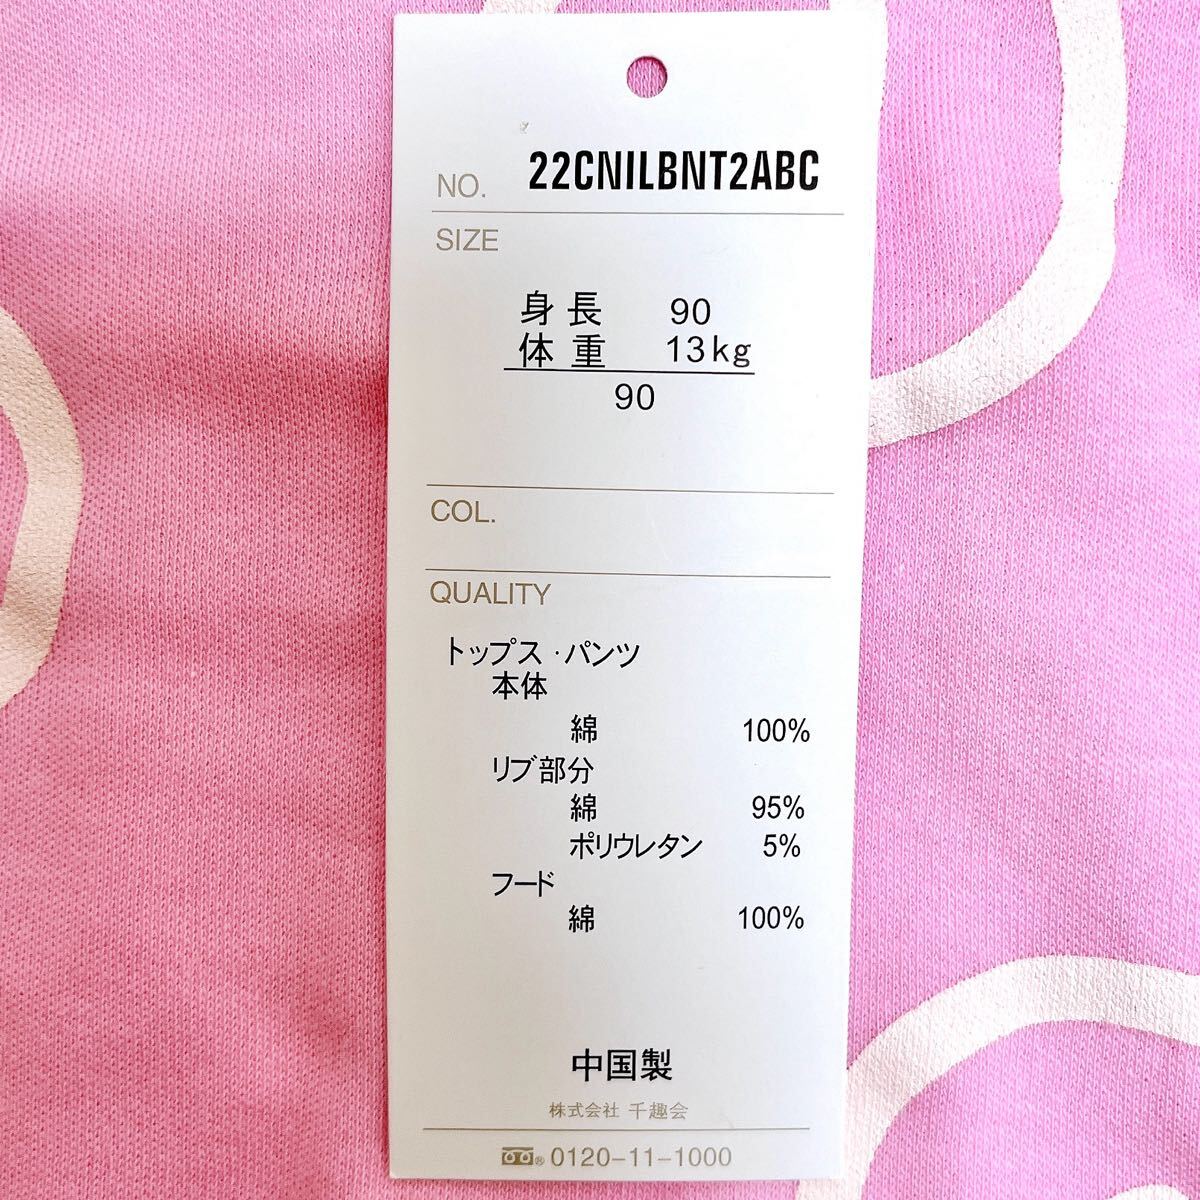 NO. 22CNILBNT2ABC
SIZE
身長 90
体重 13kg
90
COL.
QUALITY
トップス・パンツ
本体
綿 100%
リブ部分
綿 95%
ポリウレタン 5%
フード
綿 100%
中国製
株式会社 千趣会
® 0120-11-1000